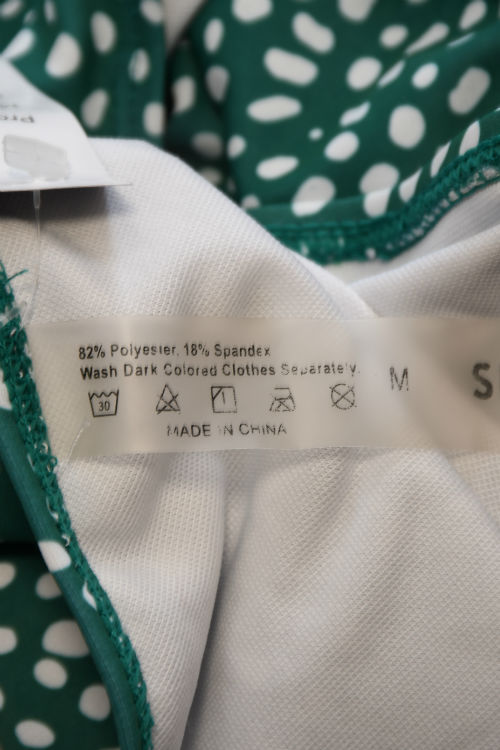 82% Polyester, 18% Spandex
Wash Dark Colored Clothes Separately.
30
M
S
MADE IN CHINA